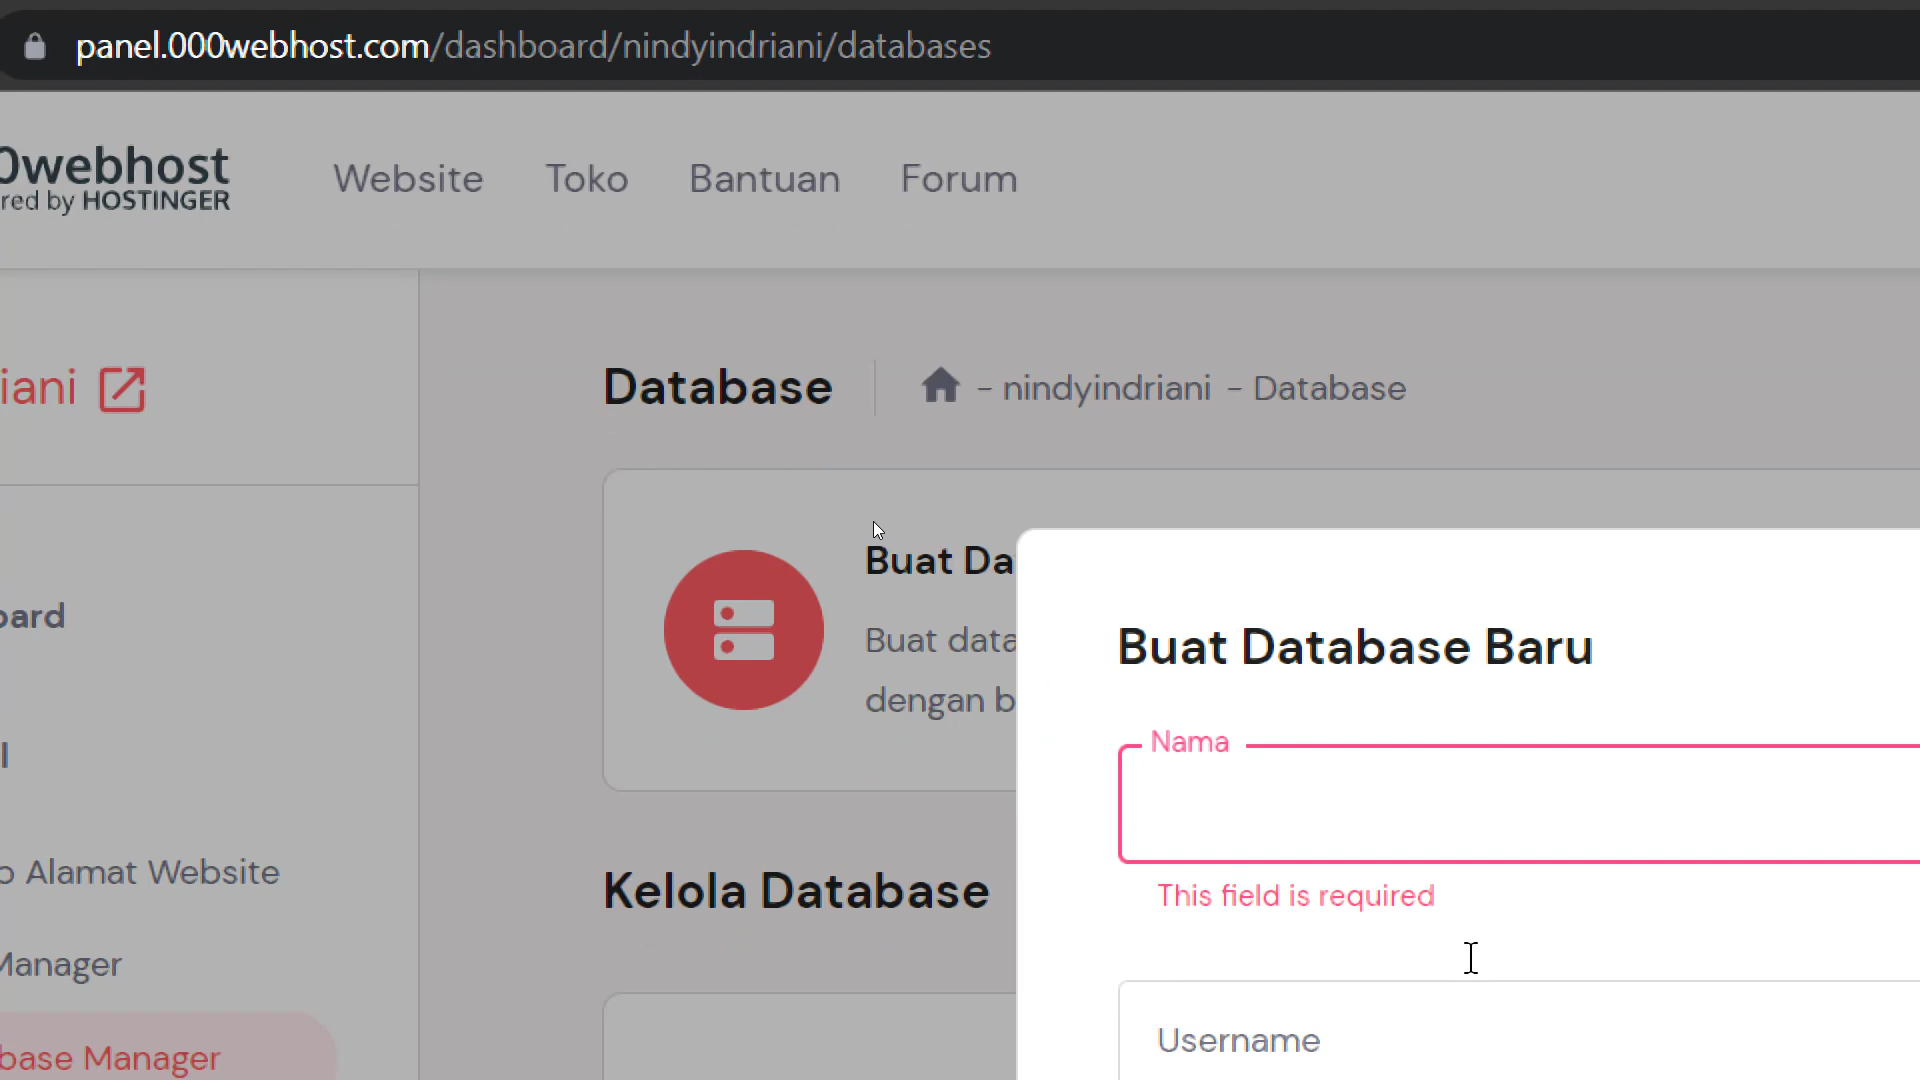 panel.000webhost.com/dashboard/nindyindriani/databases
0webhost
red by HOSTINGER
Website Toko Bantuan Forum
iani
Database - nindyindriani - Database
Buat Da
Buat data
dengan b
Buat Database Baru
Nama
This field is required
Username
Kelola Database
oard
l
o Alamat Website
Manager
base Manager